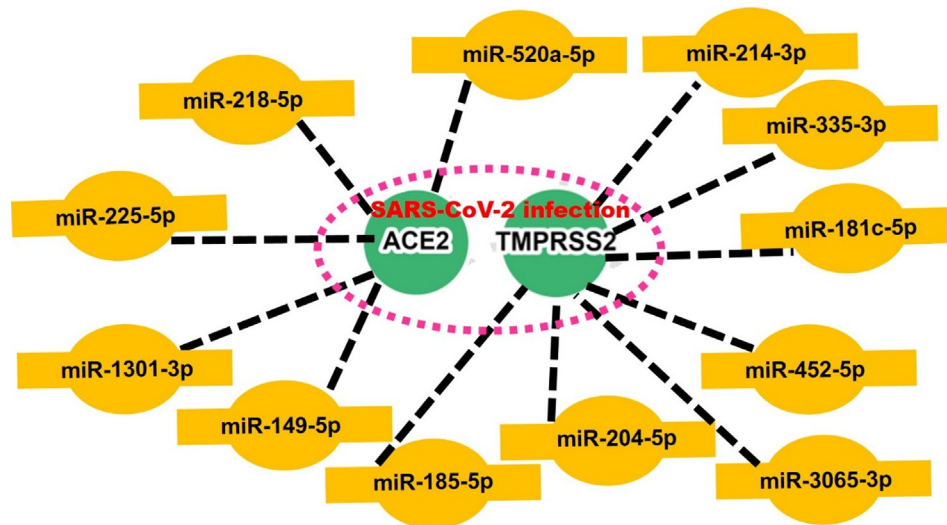 miR-520a-5p
miR-214-3p
miR-218-5p
miR-335-3p
SARS-CoV-2 infection
miR-225-5p
ACE2
TMPRSS2
miR-181c-5p
miR-1301-3p
miR-452-5p
miR-149-5p
miR-204-5p
miR-185-5p
miR-3065-3p